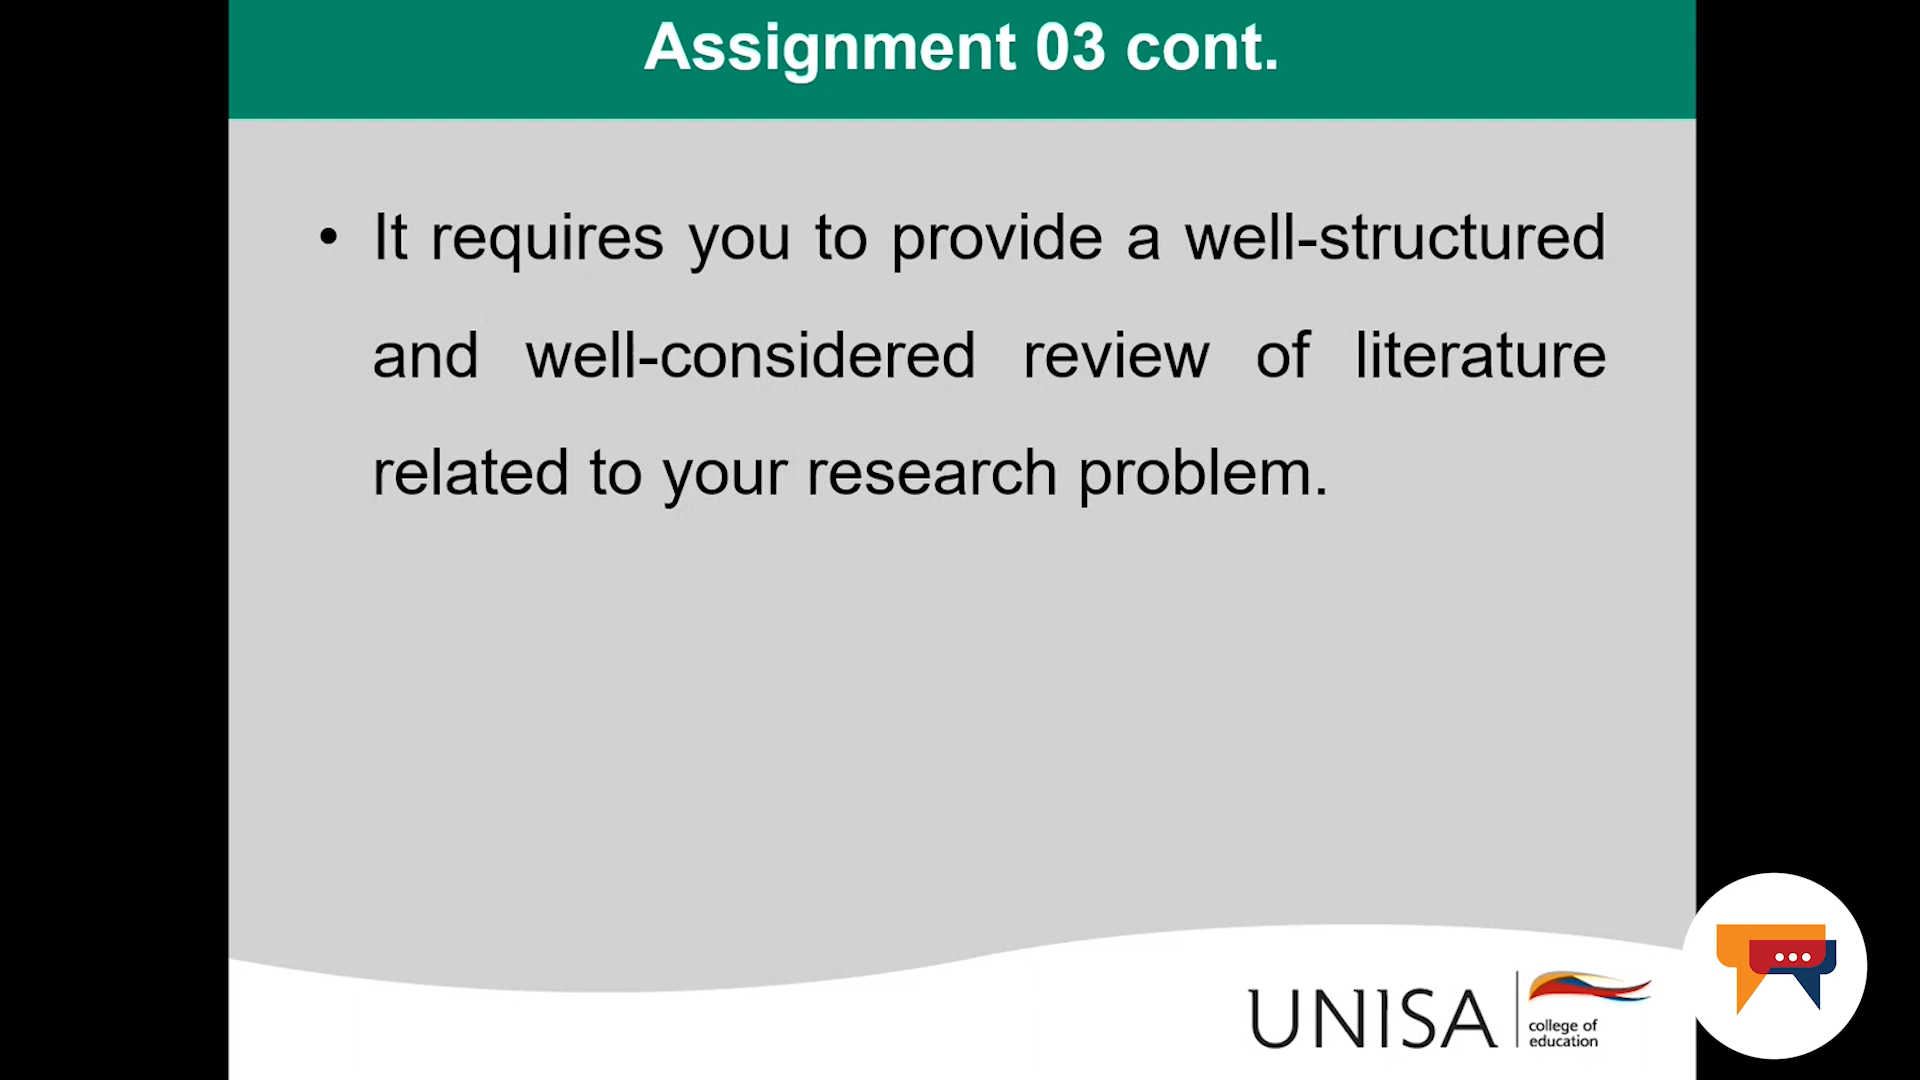 Assignment 03 cont.
• It requires you to provide a well-structured
and well-considered review of literature
related to your research problem.
UNISA
college of
education